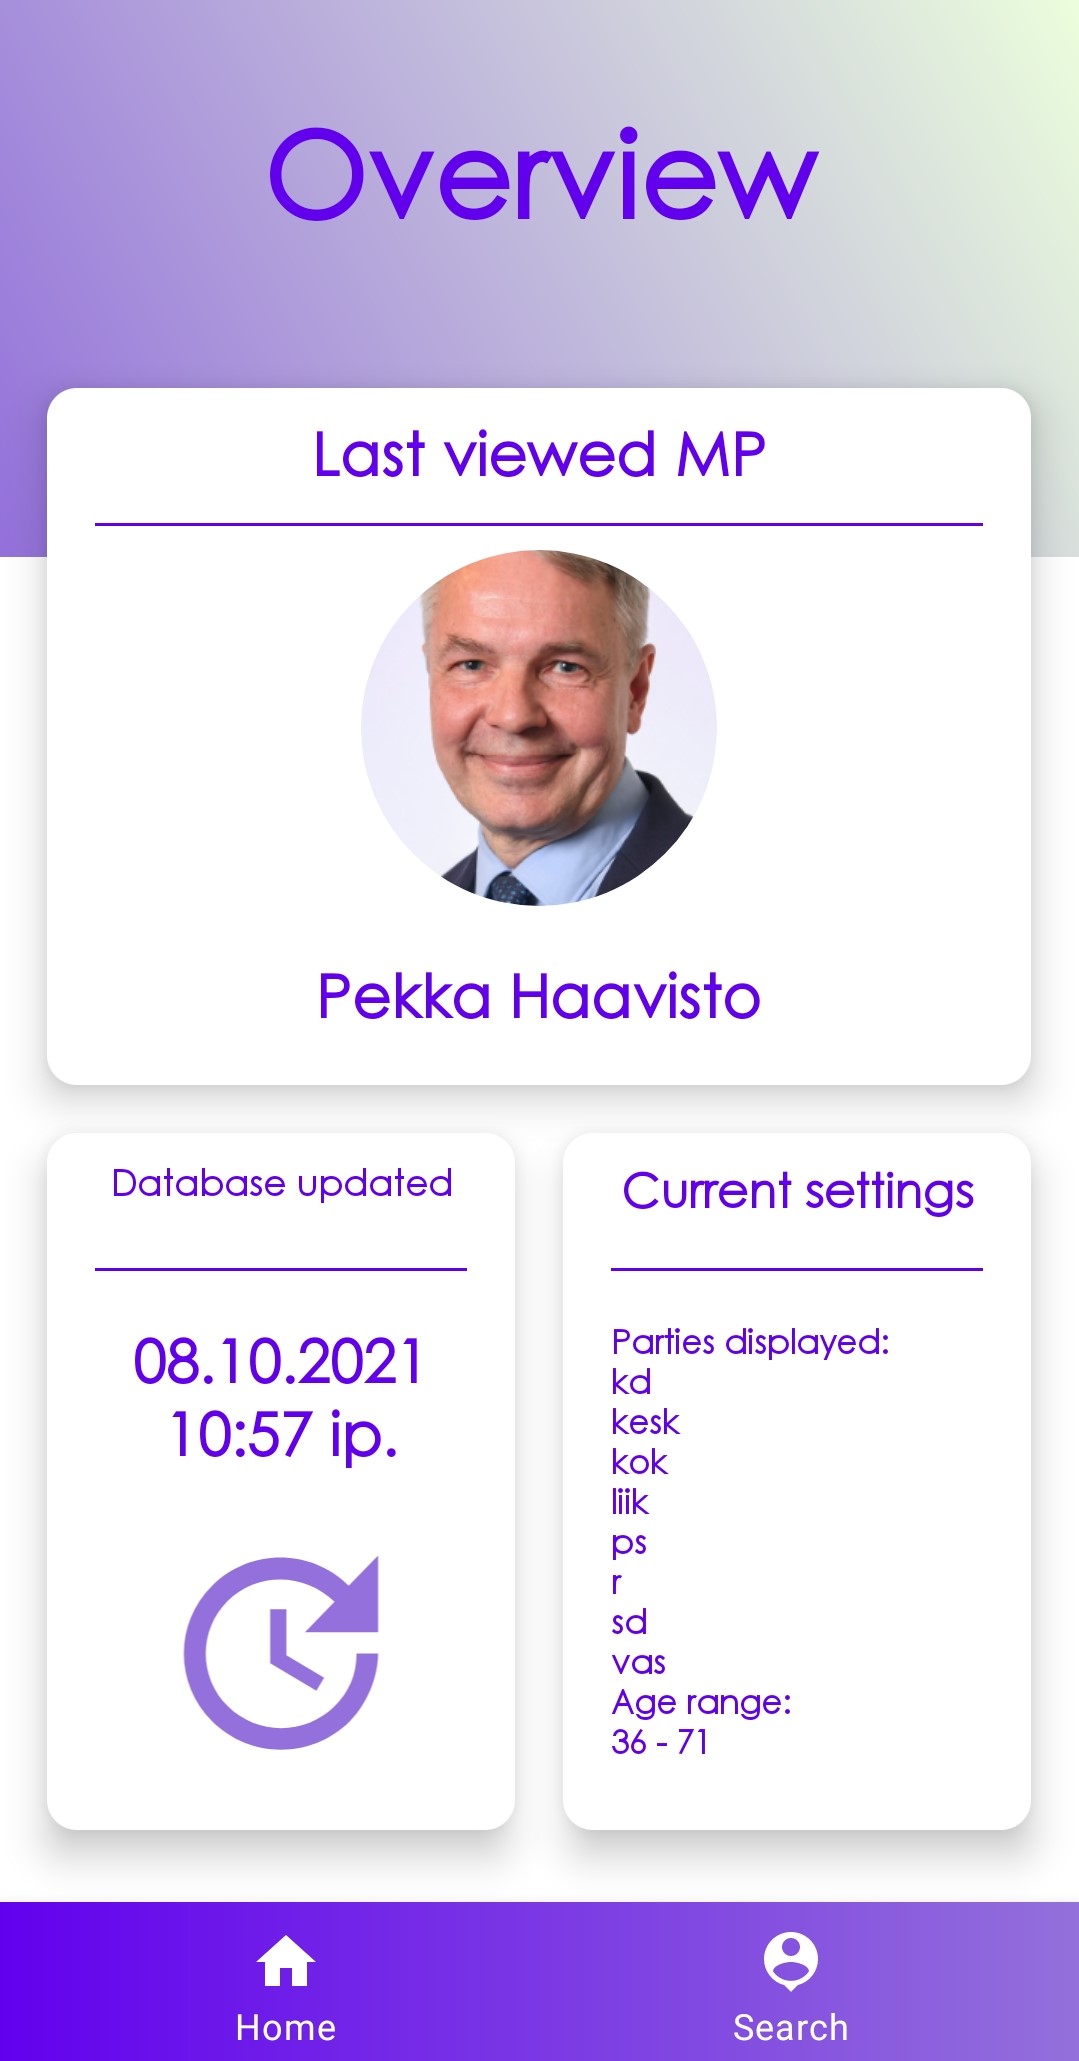 Overview
Last viewed MP
Pekka Haavisto
Database updated
08.10.2021
10:57 ip.
Current settings
Parties displayed:
kd
kesk
kok
liik
ps
r
sd
vas
Age range:
36 - 71
Home
Search